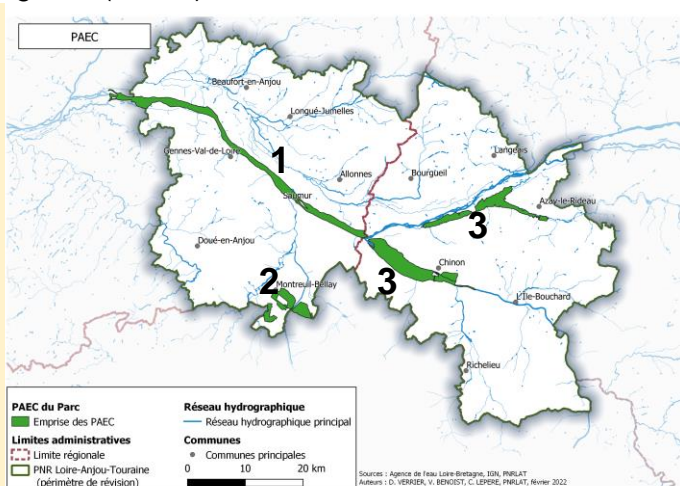 PAEC
Beaufort-en-Anjou
Longué-Jumelles
Gennes-Val-de-Loire
1
Allonnes
Bourgueil
Langeais
Azay-le-Rideau
Saumur
3
Doué-en-Anjou
Chinon
2
Montreuil-Bellay
3
L'Île-Bouchard
Richelieu
PAEC du Parc
Emprise des PAEC
Limites administratives
Limite régionale
PNR Loire-Anjou-Touraine
(périmètre de révision)
Réseau hydrographique
Réseau hydrographique principal
Communes
Communes principales
0 10 20 km
Sources : Agence de l'eau Loire-Bretagne, IGN, PNRLAT
Auteurs : D. VERRIER, V. BENOIST, C. LEPERE, PNRLAT, février 2022